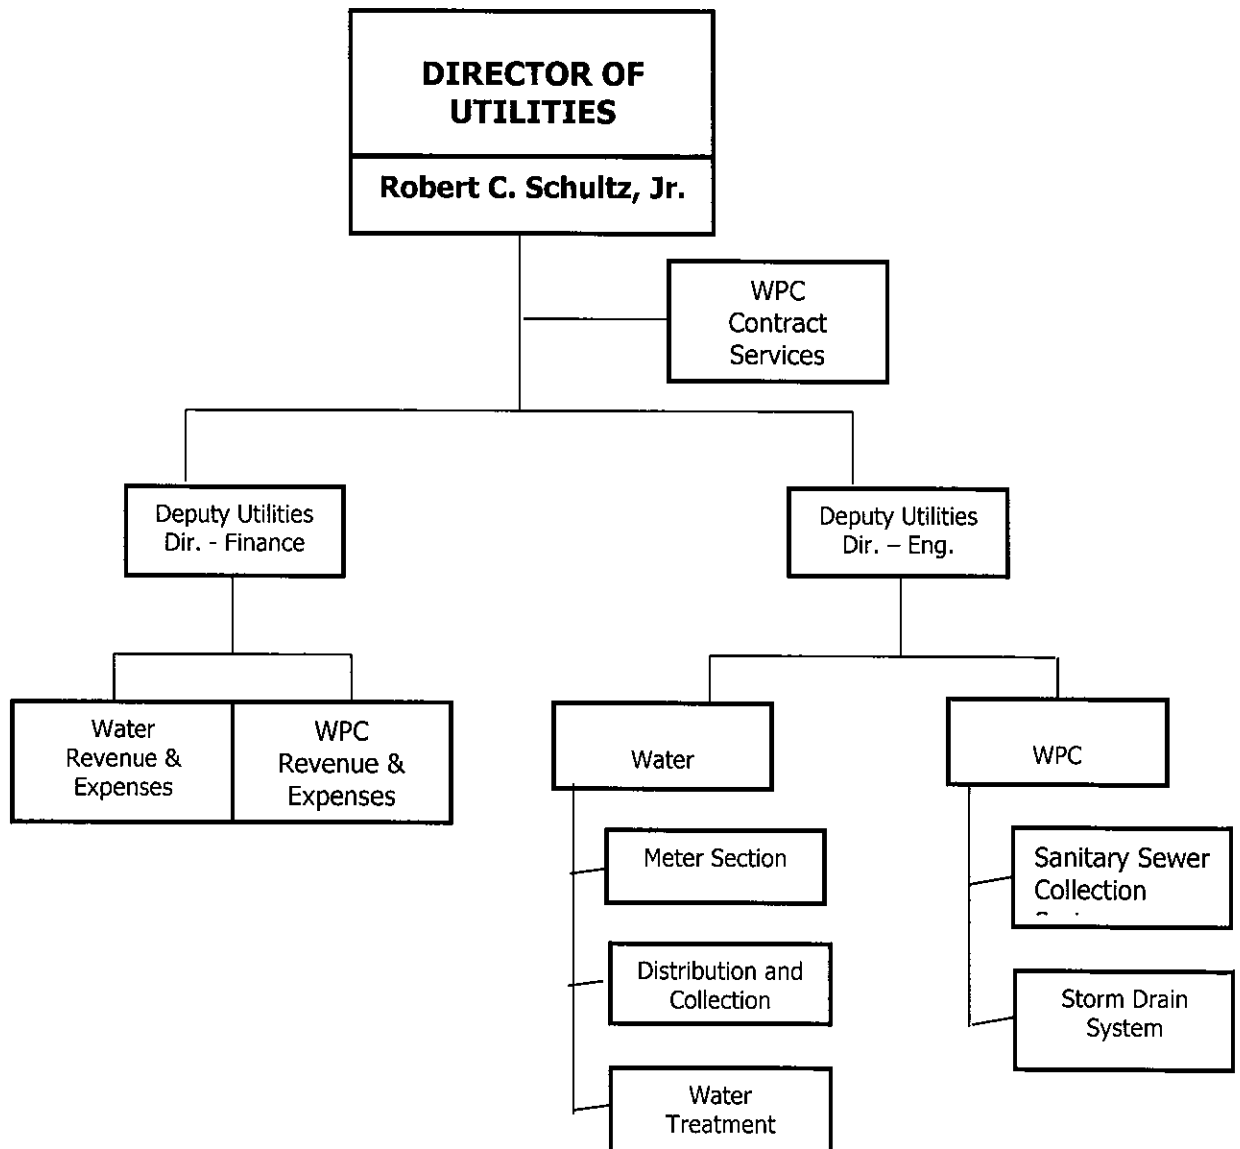 DIRECTOR OF
UTILITIES
Robert C. Schultz, Jr.
WPC
Contract
Services
Deputy Utilities
Dir. - Finance
Deputy Utilities
Dir. – Eng.
Water
Revenue &
Expenses
WPC
Revenue &
Expenses
Water
WPC
Meter Section
Distribution and
Collection
Water
Treatment
Sanitary Sewer
Collection
Storm Drain
System